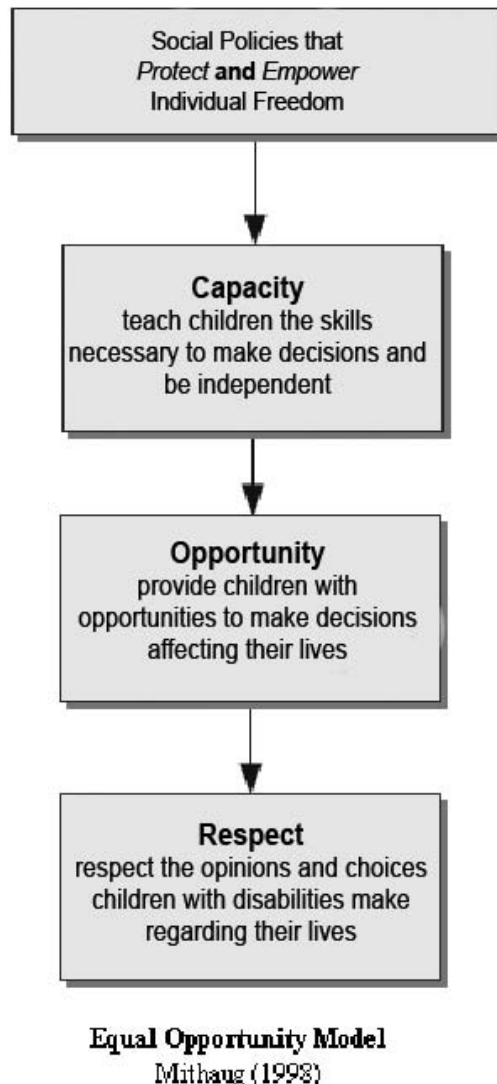 Social Policies that
Protect and Empower
Individual Freedom
Capacity
teach children the skills
necessary to make decisions and
be independent
Opportunity
provide children with
opportunities to make decisions
affecting their lives
Respect
respect the opinions and choices
children with disabilities make
regarding their lives
Equal Opportunity Model
Mithaug (1998)